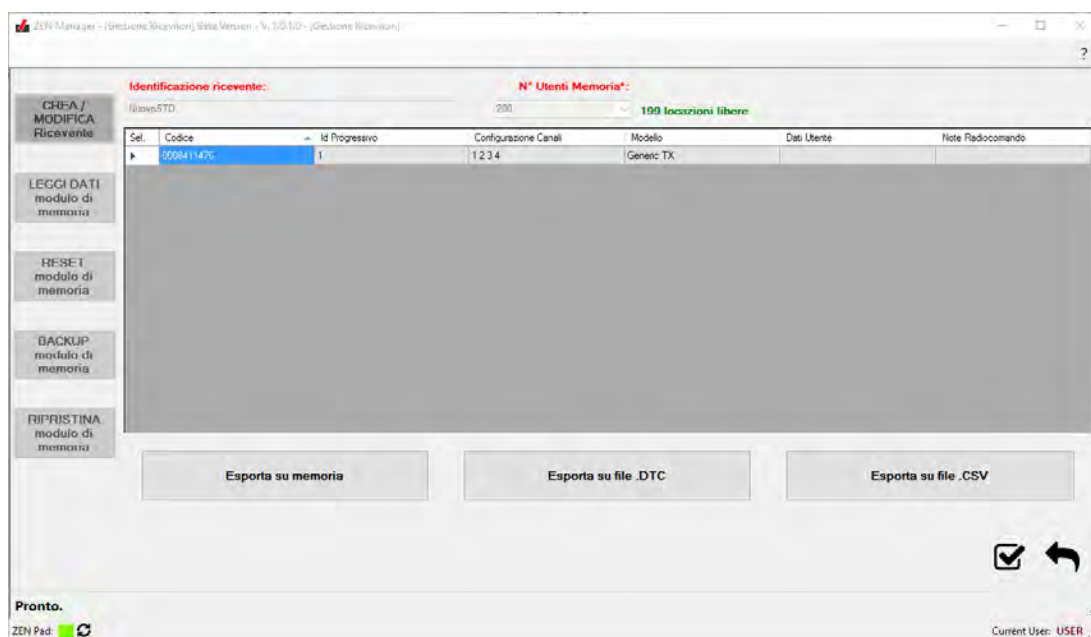 ZEN Manager - [Gestione Ricevitori] Beta Version - V. 1.0.1.0 - [Gestione Ricevitori]
?
Identificazione ricevente:
N° Utenti Memoria*:
200
199 locazioni libere
CREA /
MODIFICA
Ricevente
Sel.
Codice
Id Progressivo
Configurazione Canali
Modello
Dati Utente
Note Radiocomando
0008411476
1
1 2 3 4
Generic TX
LEGGI DATI
modulo di
memoria
RESET
modulo di
memoria
BACKUP
modulo di
memoria
RIPRISTINA
modulo di
memoria
Esporta su memoria
Esporta su file .DTC
Esporta su file .CSV
Pronto.
ZEN Pad:
Current User: USER